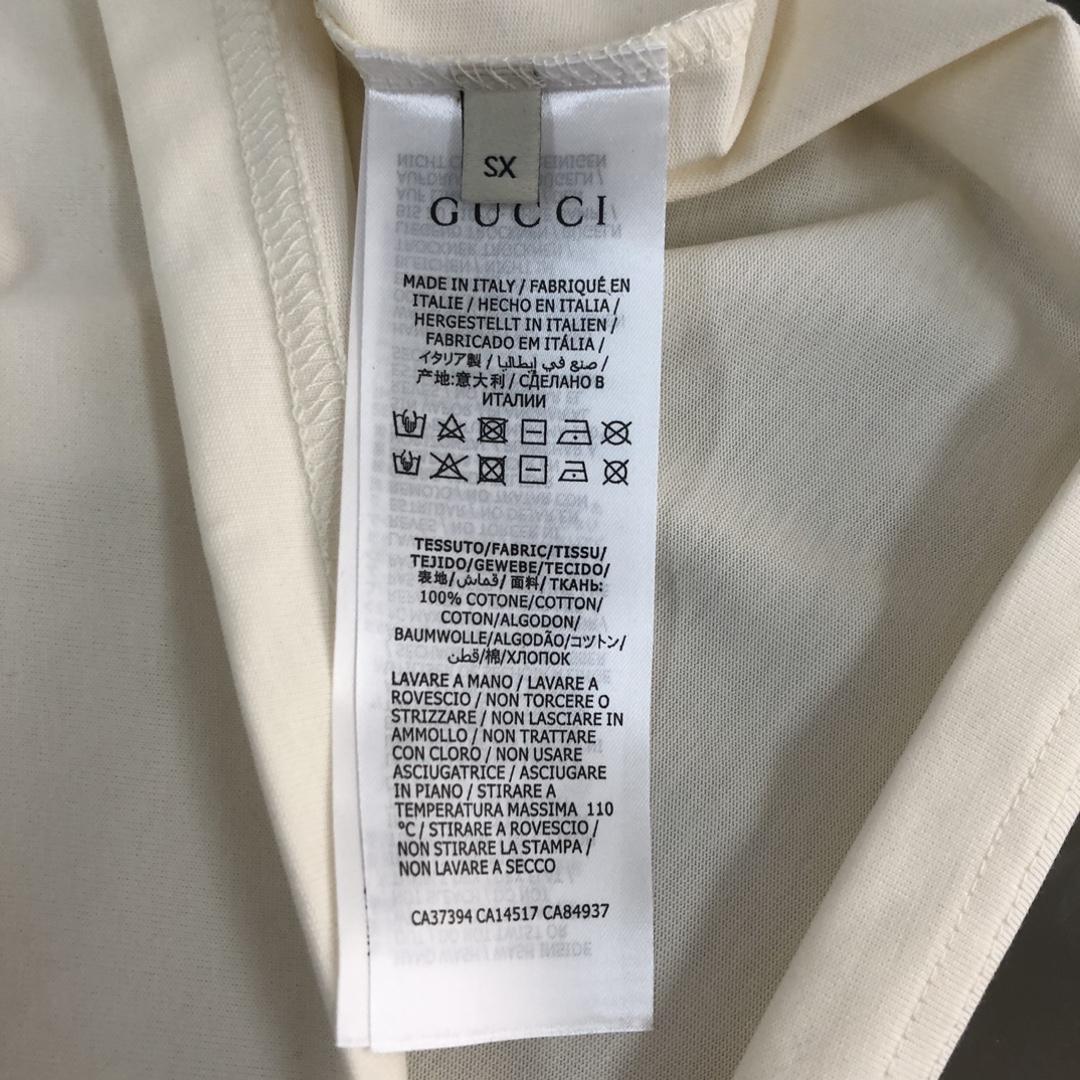 SX
GUCCI
MADE IN ITALY / FABRIQUÉ EN
ITALIE / HECHO EN ITALIA /
HERGESTELLT IN ITALIEN /
FABRICADO EM ITÁLIA /
イタリア製 / صنع في إيطاليا /
产地:意大利 / СДЕЛАНО В
ИТАЛИИ
TESSUTO/FABRIC/TISSU/
TEJIDO/GEWEBE/TECIDO/
表地/قماش/ 面料/ ТКАНЬ:
100% COTONE/COTTON/
COTON/ALGODON/
BAUMWOLLE/ALGODÃO/コツトン/
قطن/棉/ХЛОПОК
LAVARE A MANO / LAVARE A
ROVESCIO / NON TORCERE O
STRIZZARE / NON LASCIARE IN
AMMOLLO / NON TRATTARE
CON CLORO / NON USARE
ASCIUGATRICE / ASCIUGARE
IN PIANO / STIRARE A
TEMPERATURA MASSIMA 110
°C / STIRARE A ROVESCIO /
NON STIRARE LA STAMPA /
NON LAVARE A SECCO
CA37394 CA14517 CA84937